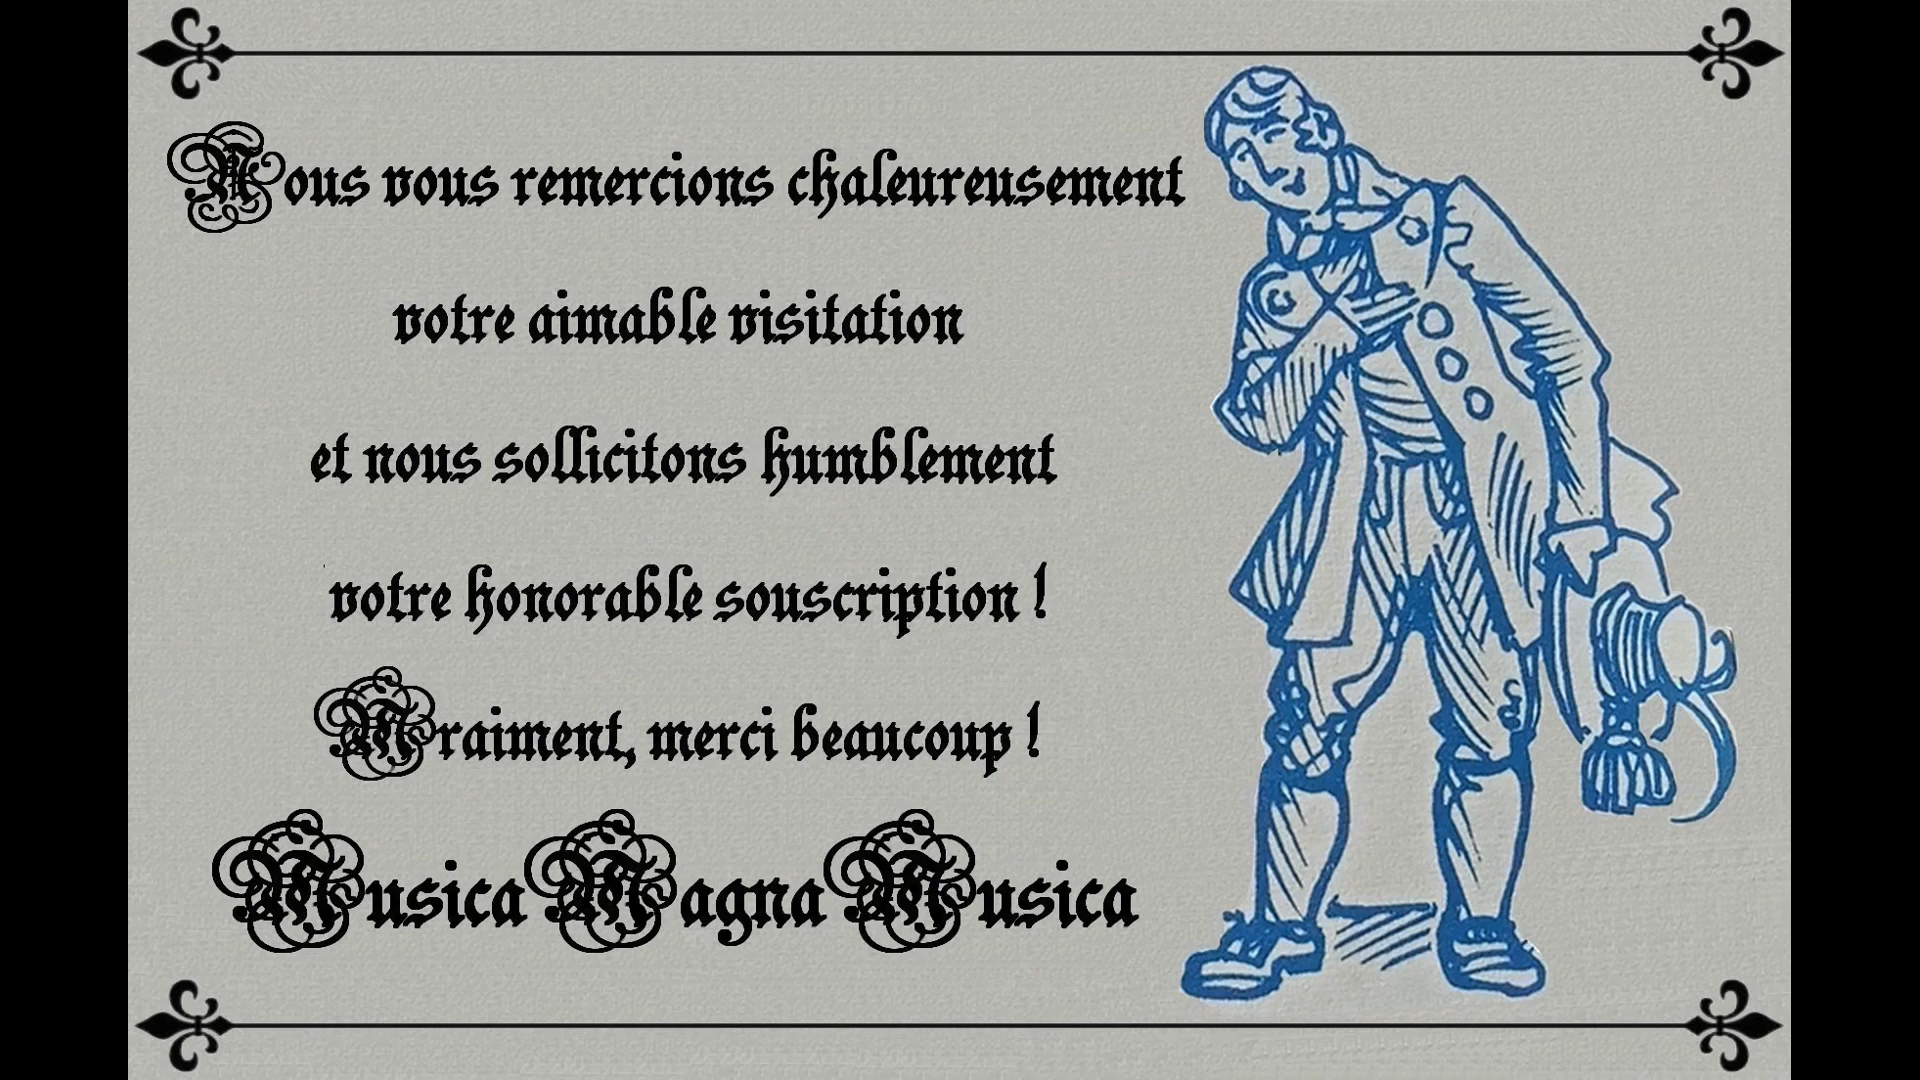 Nous vous remercions chaleureusement
votre aimable visitation
et nous sollicitons humblement
votre honorable souscription !
Vraiment, merci beaucoup !
Musica Magna Musica